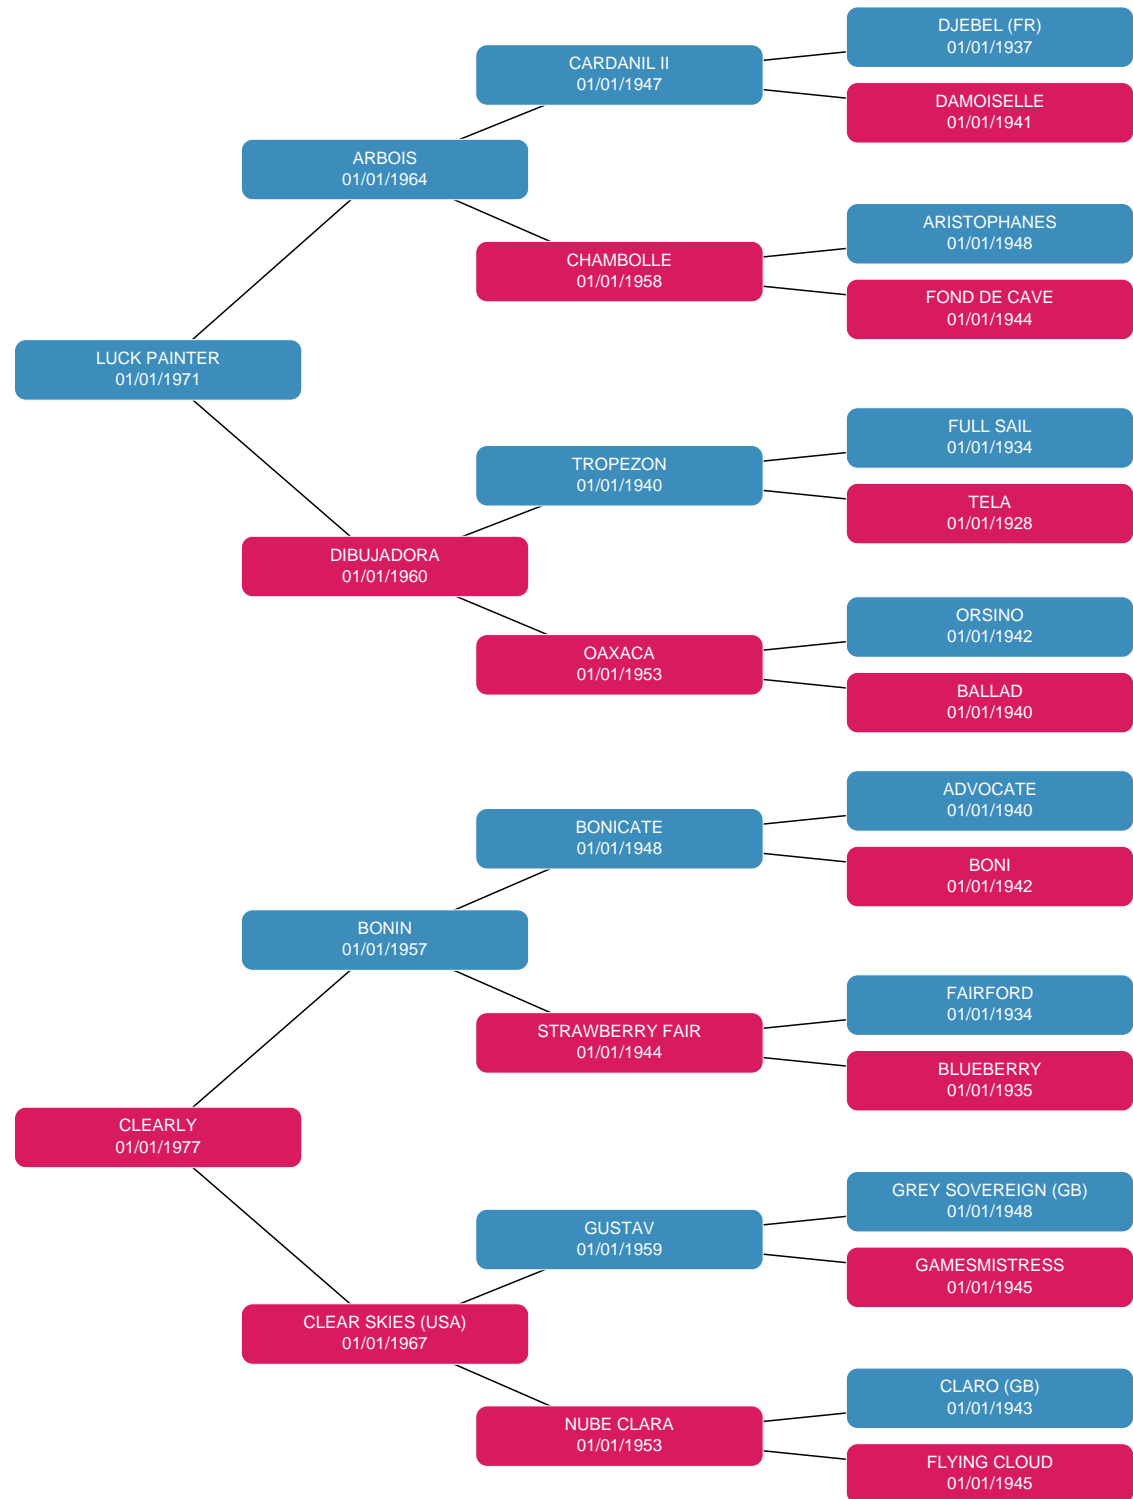 DJEBEL (FR)
01/01/1937
CARDANIL II
01/01/1947
DAMOISELLE
01/01/1941
ARBOIS
01/01/1964
ARISTOPHANES
01/01/1948
CHAMBOLLE
01/01/1958
FOND DE CAVE
01/01/1944
LUCK PAINTER
01/01/1971
FULL SAIL
01/01/1934
TROPEZON
01/01/1940
TELA
01/01/1928
DIBUJADORA
01/01/1960
ORSINO
01/01/1942
OAXACA
01/01/1953
BALLAD
01/01/1940
ADVOCATE
01/01/1940
BONICATE
01/01/1948
BONI
01/01/1942
BONIN
01/01/1957
FAIRFORD
01/01/1934
STRAWBERRY FAIR
01/01/1944
BLUEBERRY
01/01/1935
CLEARLY
01/01/1977
GREY SOVEREIGN (GB)
01/01/1948
GUSTAV
01/01/1959
GAMESMISTRESS
01/01/1945
CLEAR SKIES (USA)
01/01/1967
CLARO (GB)
01/01/1943
NUBE CLARA
01/01/1953
FLYING CLOUD
01/01/1945